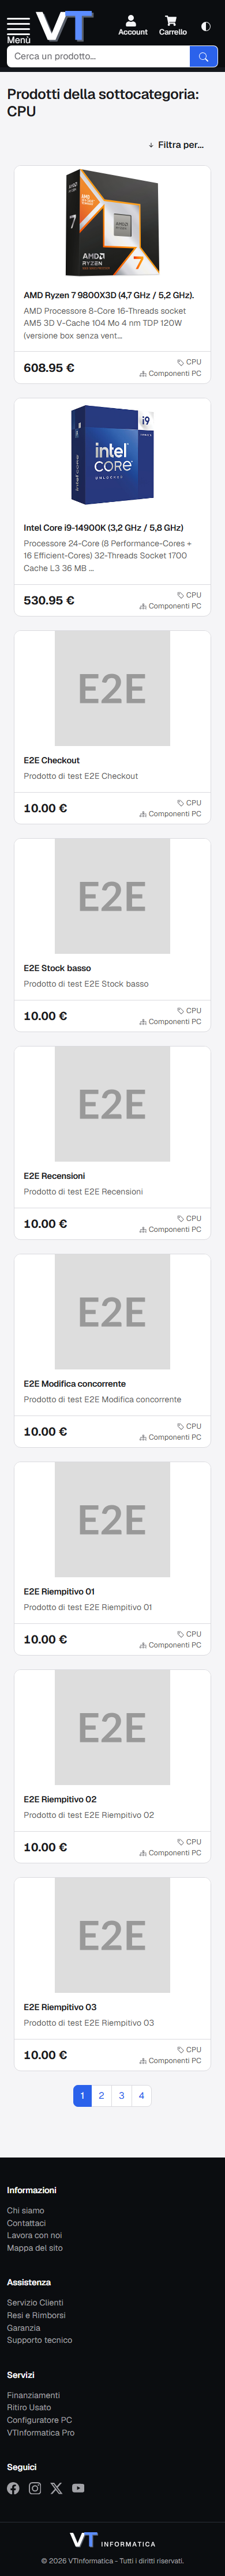 Menù
VT
Account
Carrello
Cerca un prodotto...
Prodotti della sottocategoria:
CPU
Filtra per...
AMD
RYZEN
7
AMD
RYZEN
7
AMD Ryzen 7 9800X3D (4,7 GHz / 5,2 GHz).
AMD Processore 8-Core 16-Threads socket
AM5 3D V-Cache 104 Mo 4 nm TDP 120W
(versione box senza vent...
608.95 €
CPU
Componenti PC
i9
intel
CORE
UNLOCKED
Intel Core i9-14900K (3,2 GHz / 5,8 GHz)
Processore 24-Core (8 Performance-Cores +
16 Efficient-Cores) 32-Threads Socket 1700
Cache L3 36 MB ...
530.95 €
CPU
Componenti PC
E2E
E2E Checkout
Prodotto di test E2E Checkout
10.00 €
CPU
Componenti PC
E2E
E2E Stock basso
Prodotto di test E2E Stock basso
10.00 €
CPU
Componenti PC
E2E
E2E Recensioni
Prodotto di test E2E Recensioni
10.00 €
CPU
Componenti PC
E2E
E2E Modifica concorrente
Prodotto di test E2E Modifica concorrente
10.00 €
CPU
Componenti PC
E2E
E2E Riempitivo 01
Prodotto di test E2E Riempitivo 01
10.00 €
CPU
Componenti PC
E2E
E2E Riempitivo 02
Prodotto di test E2E Riempitivo 02
10.00 €
CPU
Componenti PC
E2E
E2E Riempitivo 03
Prodotto di test E2E Riempitivo 03
10.00 €
CPU
Componenti PC
1 2 3 4
Informazioni
Chi siamo
Contattaci
Lavora con noi
Mappa del sito
Assistenza
Servizio Clienti
Resi e Rimborsi
Garanzia
Supporto tecnico
Servizi
Finanziamenti
Ritiro Usato
Configuratore PC
VTInformatica Pro
Seguici
VT INFORMATICA
© 2026 VTInformatica - Tutti i diritti riservati.